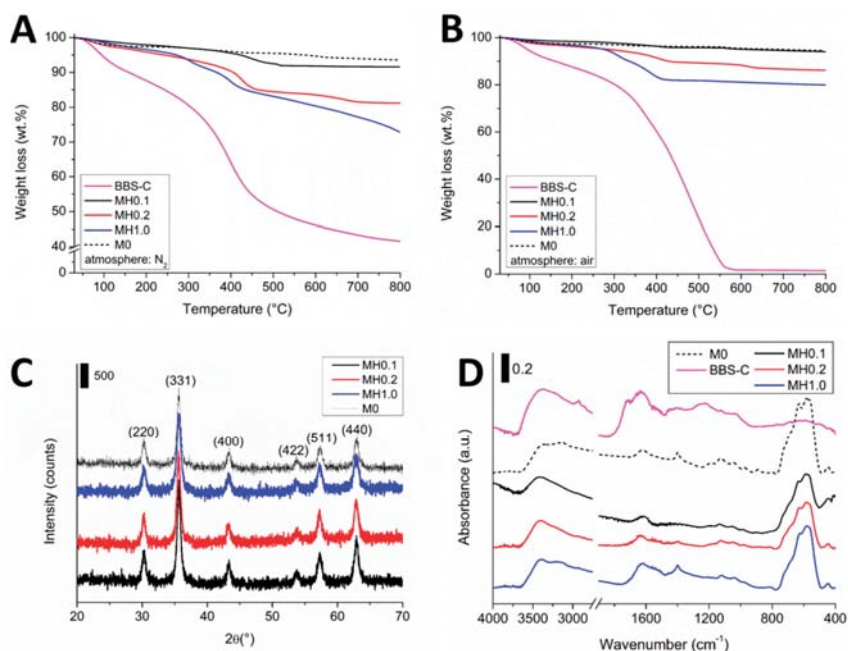 A
Weight loss (wt.%)
100
90
80
70
60
50
40
0
BBS-C
MH0.1
MH0.2
MH1.0
M0
atmosphere: N2
100 200 300 400 500 600 700 800
Temperature (°C)
B
Weight loss (wt.%)
100
80
60
40
20
0
BBS-C
MH0.1
MH0.2
MH1.0
M0
atmosphere: air
100 200 300 400 500 600 700 800
Temperature (°C)
C
500
MH0.1
MH0.2
MH1.0
M0
(220) (331) (400) (422) (511) (440)
Intensity (counts)
20 30 40 50 60 70
2θ(°)
D
0.2
M0 MH0.1
BBS-C MH0.2
MH1.0
Absorbance (a.u.)
4000 3500 3000 1600 1200 800 400
Wavenumber (cm-1)